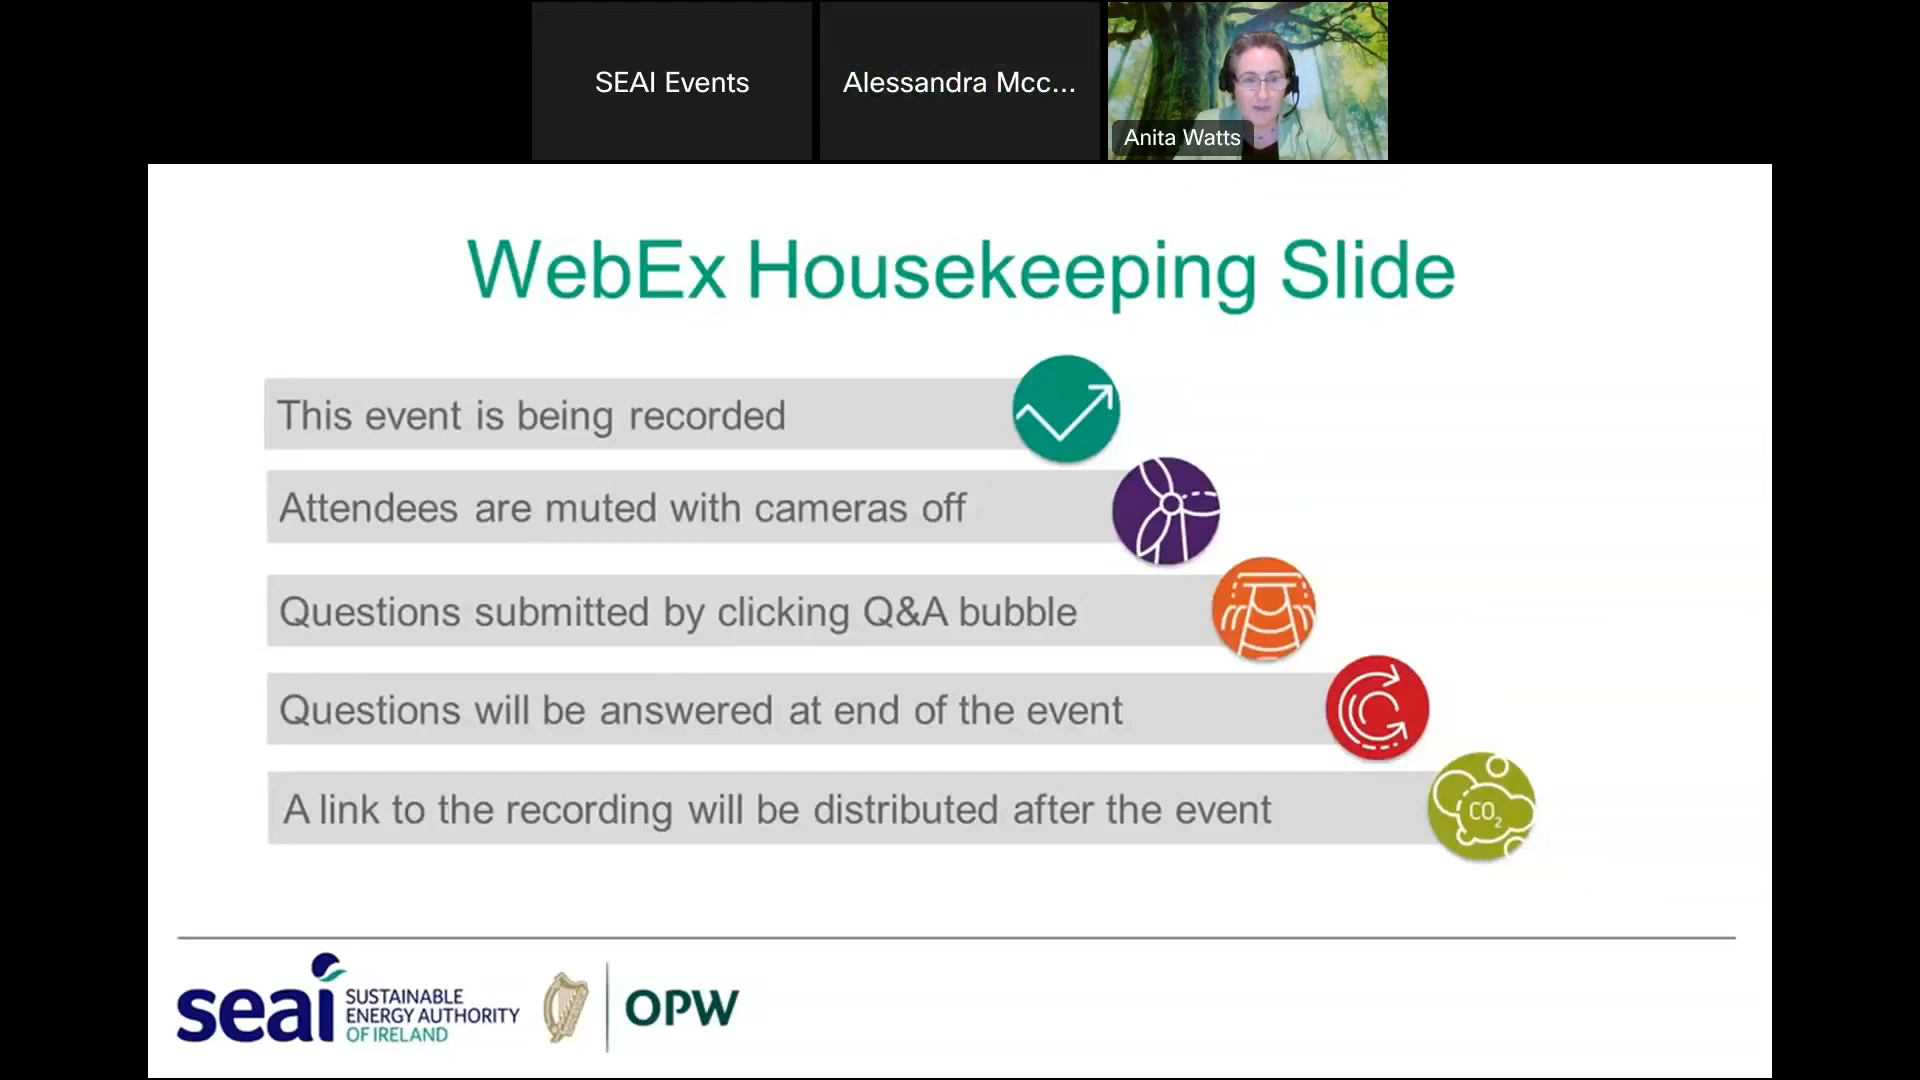 SEAI Events
Alessandra Mcc...
Anita Watts
WebEx Housekeeping Slide
This event is being recorded
Attendees are muted with cameras off
Questions submitted by clicking Q&A bubble
Questions will be answered at end of the event
A link to the recording will be distributed after the event
CO₂
seai
SUSTAINABLE
ENERGY AUTHORITY
OF IRELAND
OPW